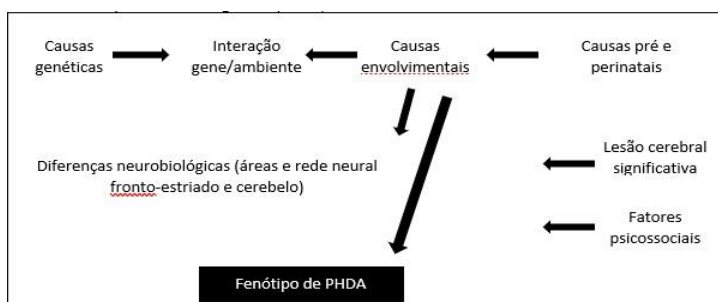 Causas
genéticas
Interação
gene/ambiente
Causas
envolvimentais
Causas pré e
perinatais
Diferenças neurobiológicas (áreas e rede neural
fronto-estriado e cerebelo)
Lesão cerebral
significativa
Fatores
psicossociais
Fenótipo de PHDA